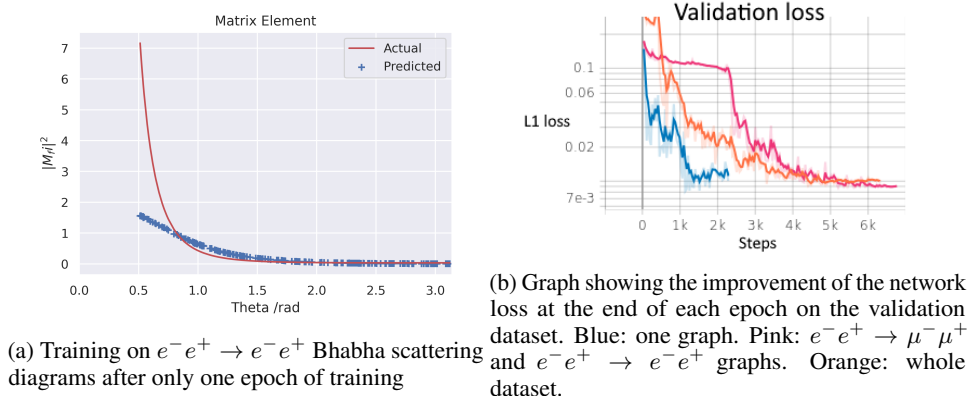 Matrix Element
7
6
5
4
3
2
1
0
|M_fi|²
Actual
Predicted
0.0 0.5 1.0 1.5 2.0 2.5 3.0
Theta /rad
(a) Training on e⁻e⁺ → e⁻e⁺ Bhabha scattering
diagrams after only one epoch of training
Validation loss
0.1
0.06
L1 loss
0.02
7e-3
0 1k 2k 3k 4k 5k 6k
Steps
(b) Graph showing the improvement of the network
loss at the end of each epoch on the validation
dataset. Blue: one graph. Pink: e⁻e⁺ → μ⁻μ⁺
and e⁻e⁺ → e⁻e⁺ graphs. Orange: whole
dataset.